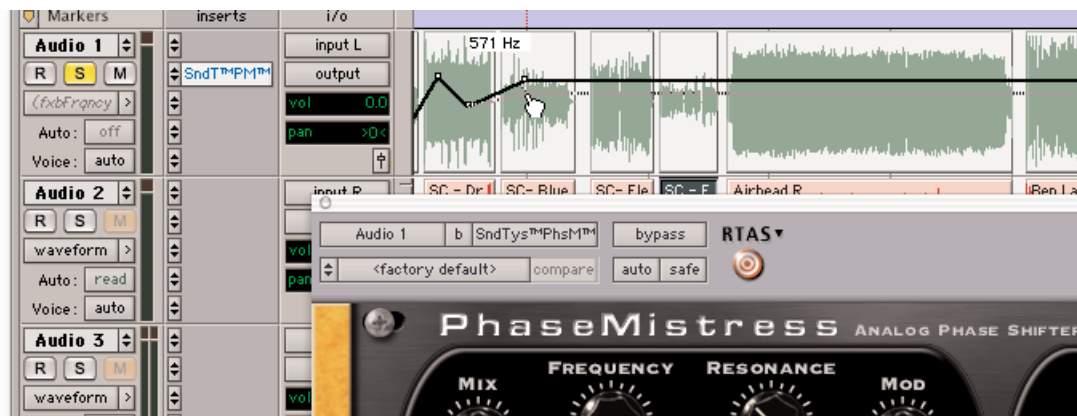 Markers inserts i/o
Audio 1 input L 571 Hz
R S M SndT™PM™ output
(fxbFrqncy > vol 0.0
Auto: off pan >0<
Voice: auto
Audio 2 input R SC - Dr SC- Blue SC- Ele SC - F Airhead R Ben La
R S M
waveform > vol
Auto: read pan
Voice: auto
Audio 3
R S M
waveform > vol
Audio 1 b SndTys™PhsM™ bypass RTAS
<factory default> compare auto safe
PhaseMistress ANALOG PHASE SHIFTER
MIX FREQUENCY RESONANCE MOD